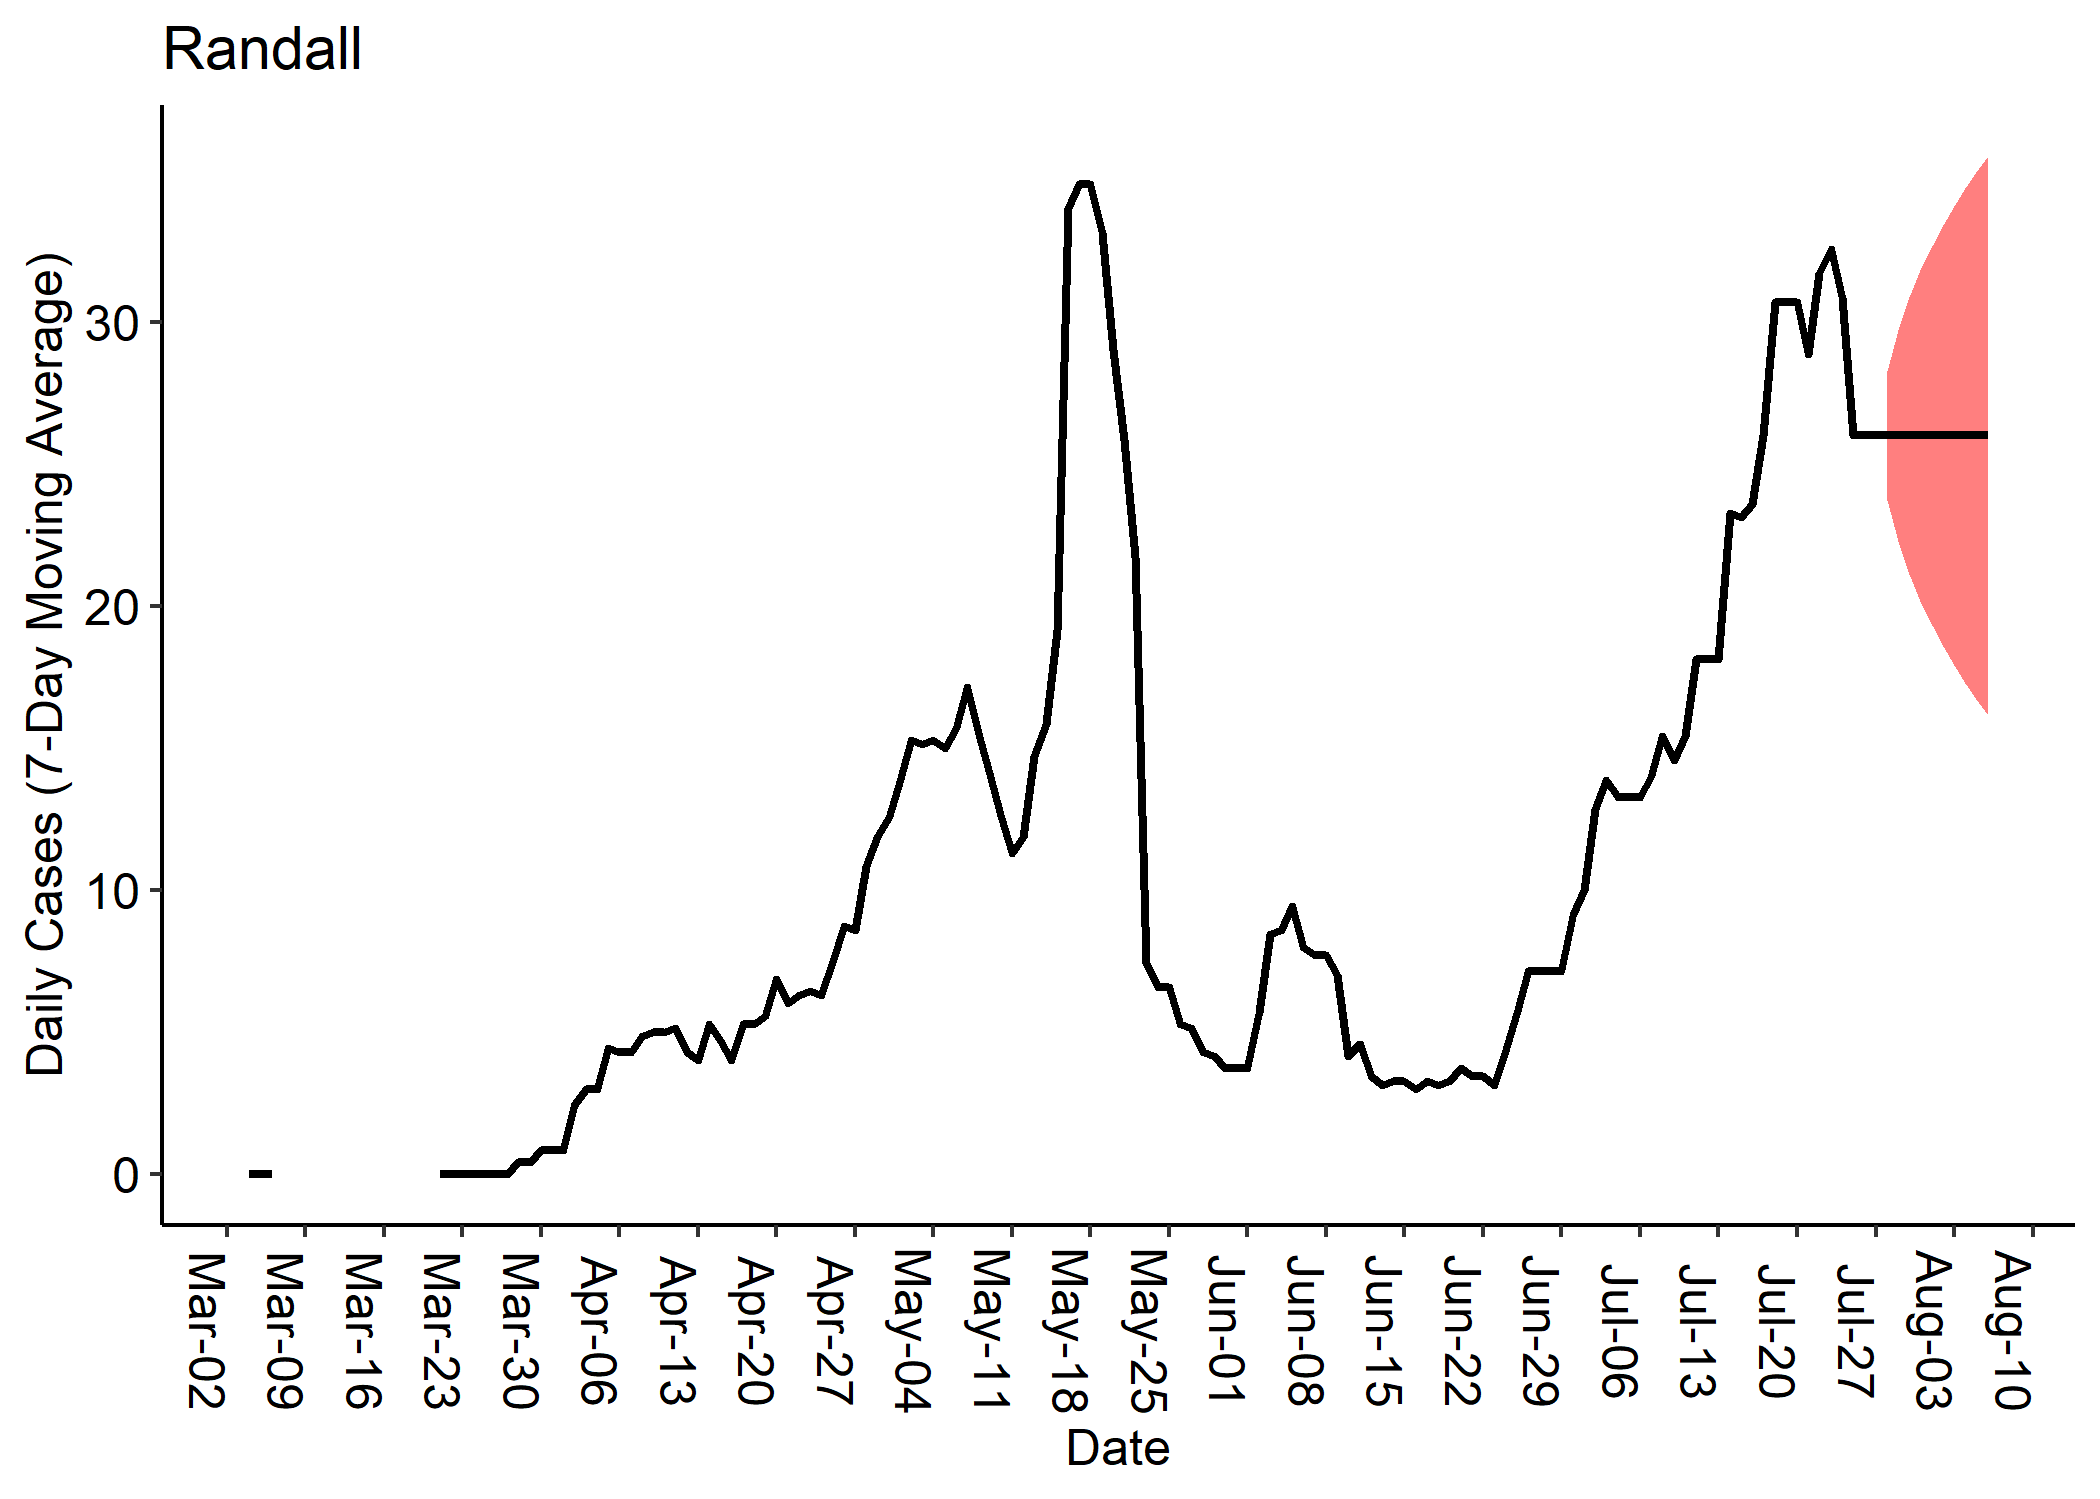 Randall
Daily Cases (7-Day Moving Average)
30
20
10
0
Mar-02
Mar-09
Mar-16
Mar-23
Mar-30
Apr-06
Apr-13
Apr-20
Apr-27
May-04
May-11
May-18
May-25
Jun-01
Jun-08
Jun-15
Jun-22
Jun-29
Jul-06
Jul-13
Jul-20
Jul-27
Aug-03
Aug-10
Date